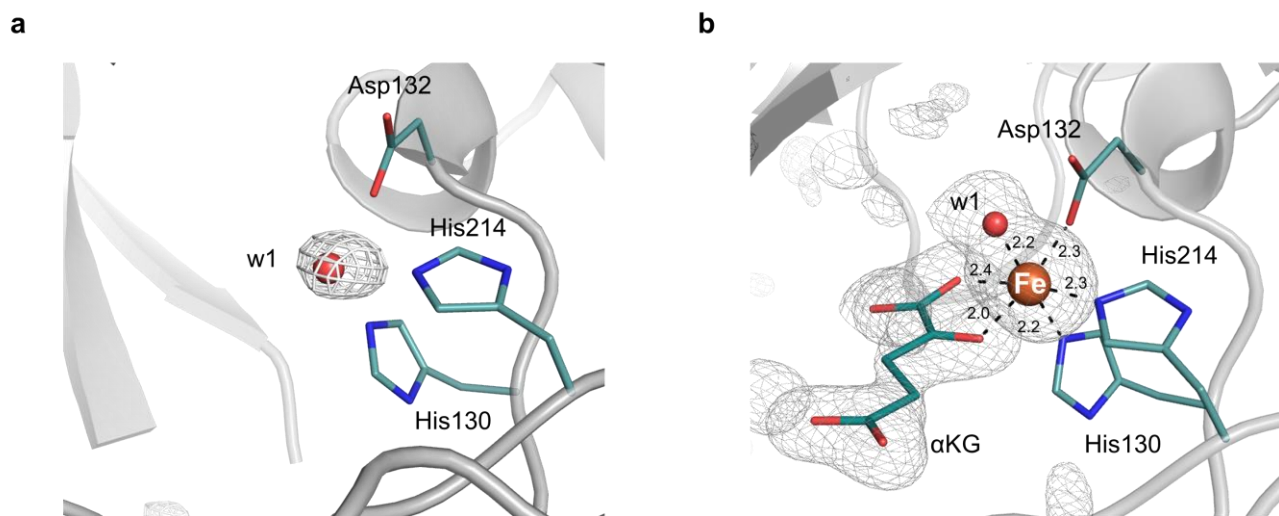 a
Asp132
His214
w1
His130
b
Asp132
w1
His214
2.2
2.3
2.4
Fe
2.3
2.0
2.2
αKG
His130